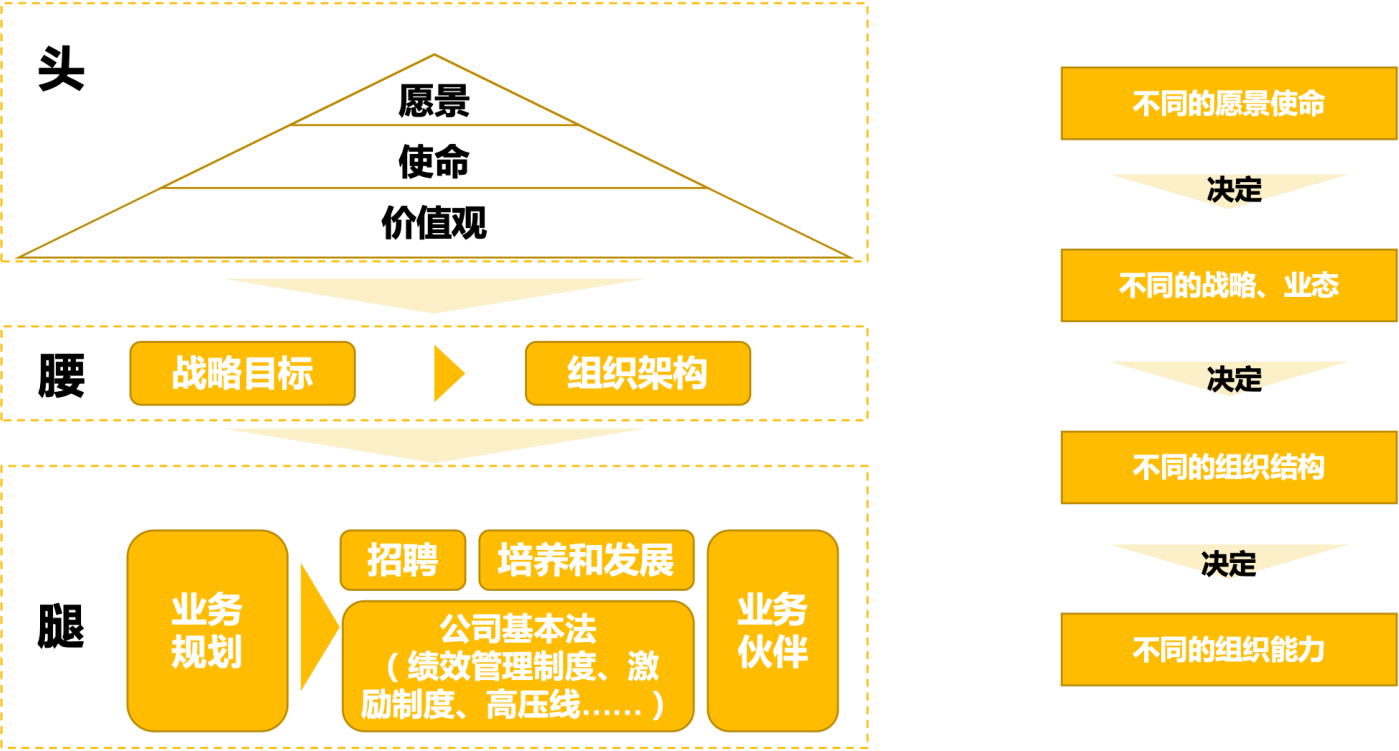 头
愿景
使命
价值观
腰
战略目标
组织架构
腿
业务
规划
招聘
培养和发展
公司基本法
（绩效管理制度、激
励制度、高压线……）
业务
伙伴
不同的愿景使命
决定
不同的战略、业态
决定
不同的组织结构
决定
不同的组织能力